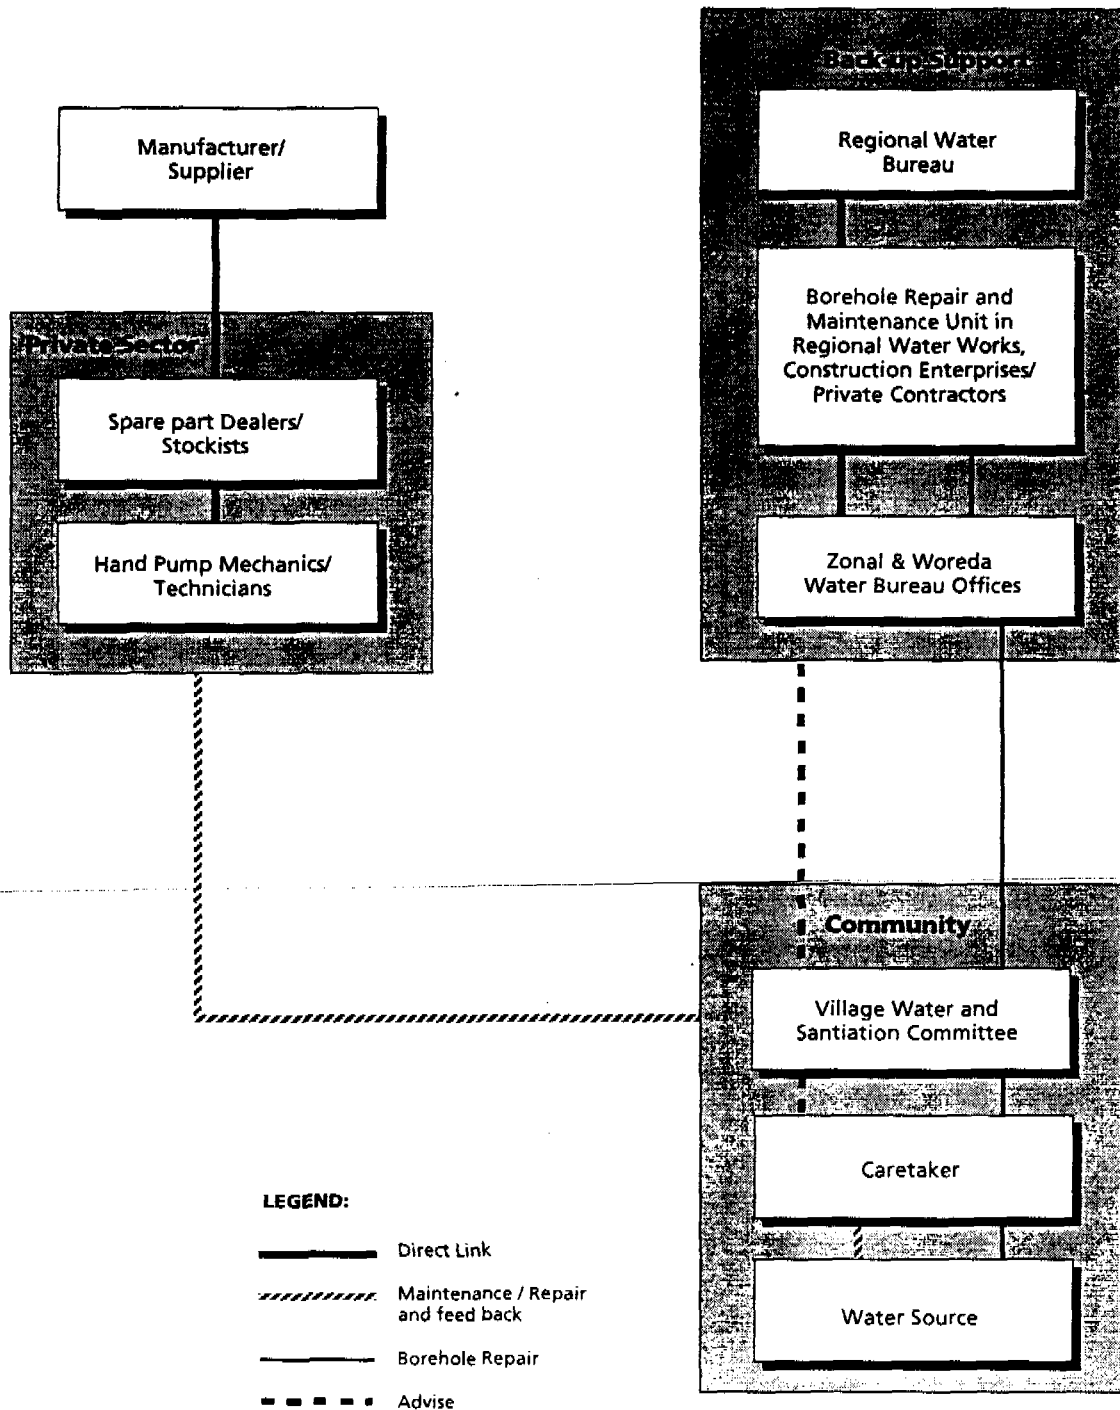 Manufacturer/
Supplier
Private Sector
Spare part Dealers/
Stockists
Hand Pump Mechanics/
Technicians
Back-up Support
Regional Water
Bureau
Borehole Repair and
Maintenance Unit in
Regional Water Works,
Construction Enterprises/
Private Contractors
Zonal & Woreda
Water Bureau Offices
Community
Village Water and
Santiation Committee
Caretaker
Water Source
LEGEND:
Direct Link
Maintenance / Repair
and feed back
Borehole Repair
Advise